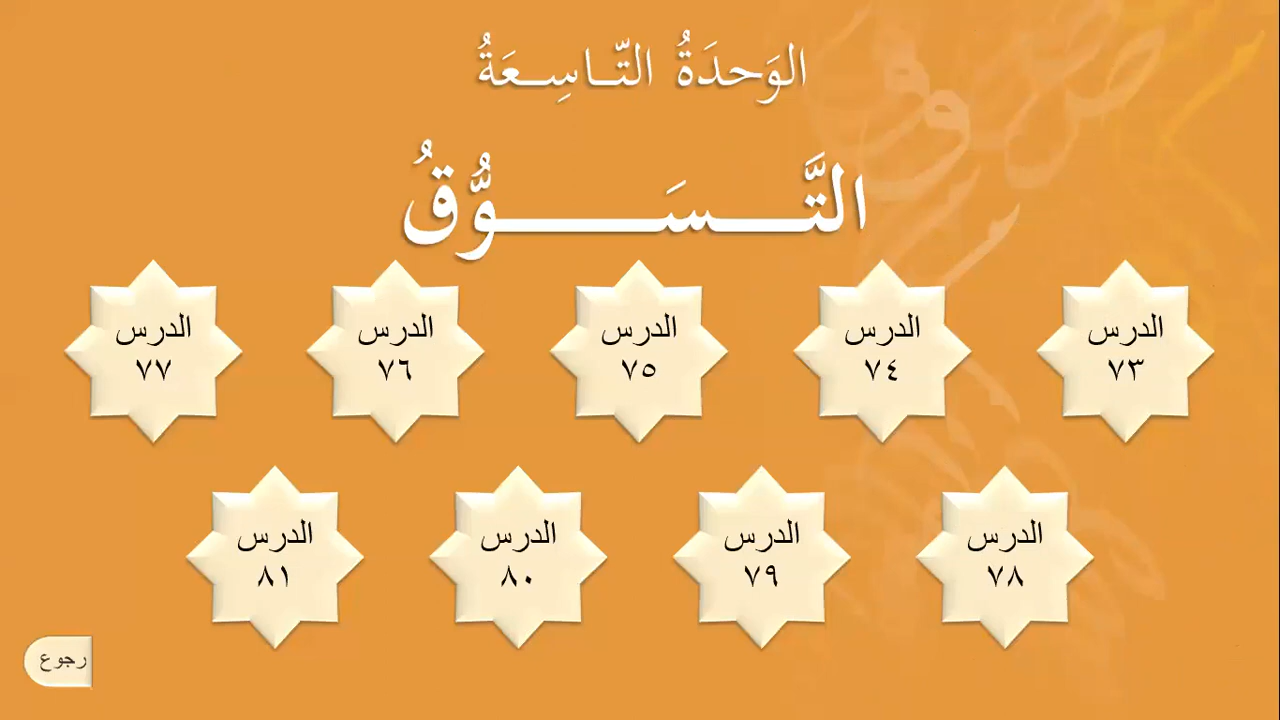 الوَحدَةُ التّاسِعَةُ
التَّسَوُّقُ
الدرس
٧٣
الدرس
٧٤
الدرس
٧٥
الدرس
٧٦
الدرس
٧٧
الدرس
٧٨
الدرس
٧٩
الدرس
٨٠
الدرس
٨١
رجوع